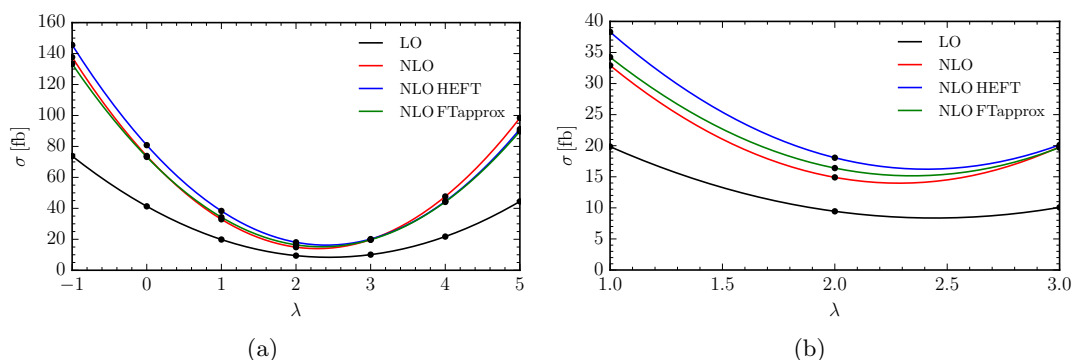 160
140
120
100
80
60
40
20
0
σ [fb]
−1 0 1 2 3 4 5
λ
LO
NLO
NLO HEFT
NLO FTapprox
(a)
40
35
30
25
20
15
10
5
0
σ [fb]
1.0 1.5 2.0 2.5 3.0
λ
LO
NLO
NLO HEFT
NLO FTapprox
(b)